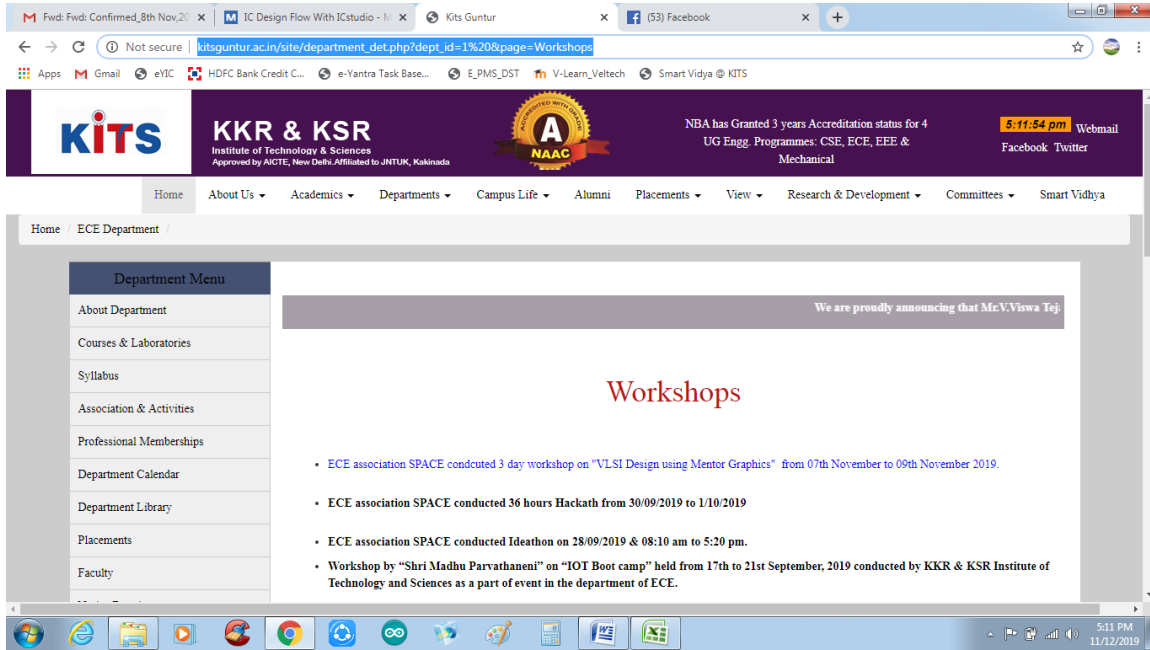 Fwd: Fwd: Confirmed_8th Nov,20
IC Design Flow With ICstudio - M
Kits Guntur
(53) Facebook
Not secure | kitsguntur.ac.in/site/department_det.php?dept_id=1%20&page=Workshops
Apps Gmail eYIC HDFC Bank Credit C... e-Yantra Task Base... E_PMS_DST V-Learn_Veltech Smart Vidya @ KITS
KITS
KKR & KSR
Institute of Technology & Sciences
Approved by AICTE, New Delhi.Affiliated to JNTUK, Kakinada
ACCREDITED WITH GRADE
A
NAAC
NBA has Granted 3 years Accreditation status for 4
UG Engg. Programmes: CSE, ECE, EEE &
Mechanical
5:11:54 pm Webmail
Facebook Twitter
Home About Us Academics Departments Campus Life Alumni Placements View Research & Development Committees Smart Vidhya
Home / ECE Department /
Department Menu
About Department
Courses & Laboratories
Syllabus
Association & Activities
Professional Memberships
Department Calendar
Department Library
Placements
Faculty
We are proudly announcing that Mr.V.Viswa Teja
Workshops
• ECE association SPACE condcuted 3 day workshop on "VLSI Design using Mentor Graphics" from 07th November to 09th November 2019.
• ECE association SPACE conducted 36 hours Hackath from 30/09/2019 to 1/10/2019
• ECE association SPACE conducted Ideathon on 28/09/2019 & 08:10 am to 5:20 pm.
• Workshop by “Shri Madhu Parvathaneni” on “IOT Boot camp” held from 17th to 21st September, 2019 conducted by KKR & KSR Institute of
Technology and Sciences as a part of event in the department of ECE.
5:11 PM
11/12/2019